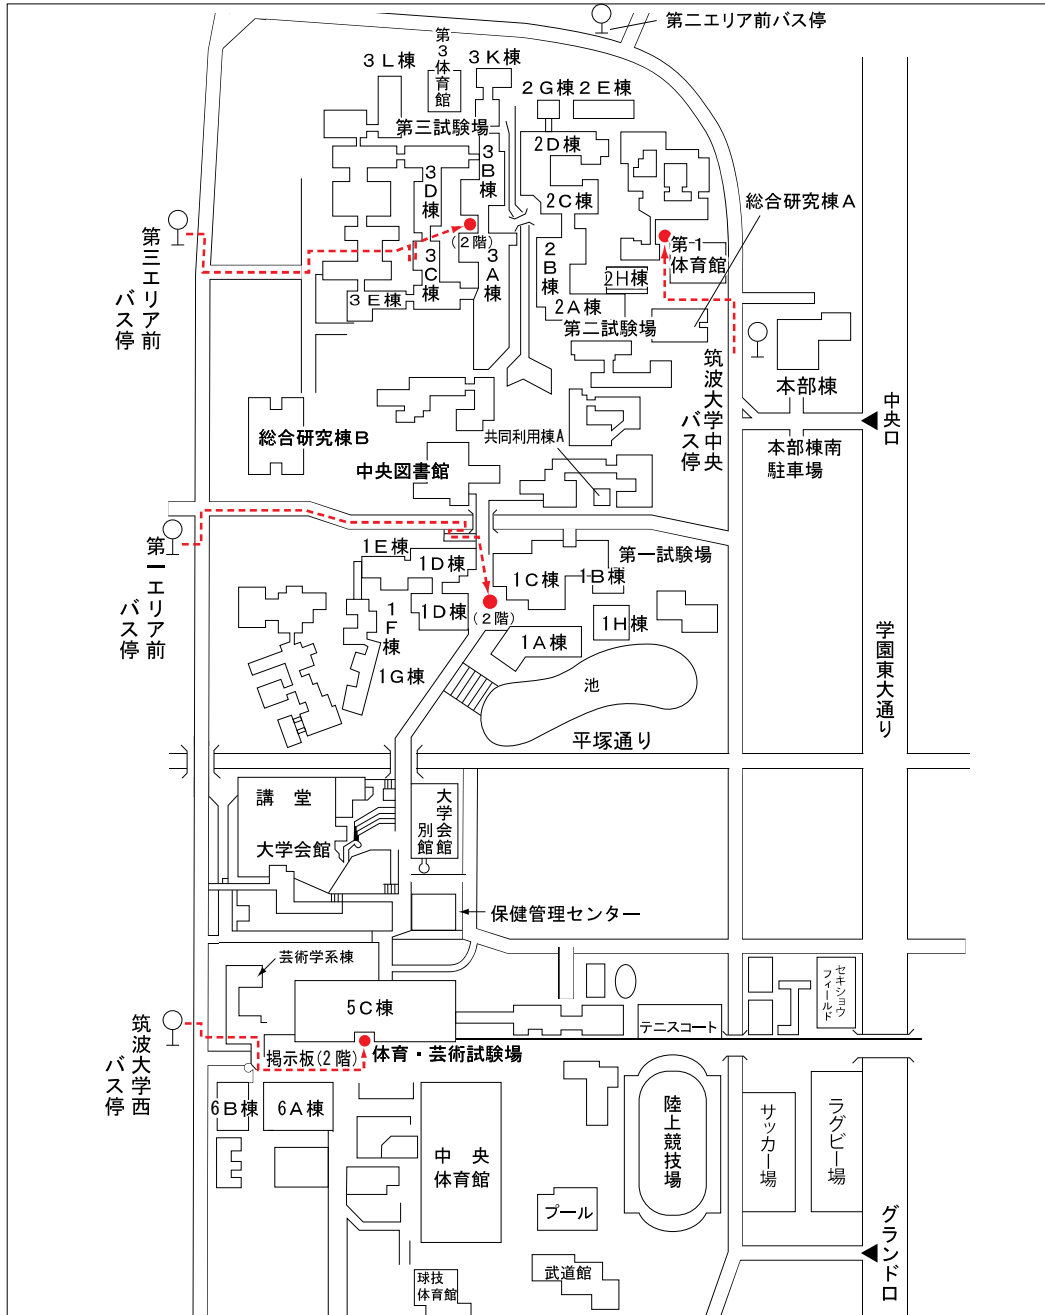 第二エリア前バス停
第3体育館
3L棟
3K棟
2G棟
2E棟
第三試験場
3B棟
2D棟
3D棟
2C棟
総合研究棟A
第三エリア前
バス停
(2階)
3C棟
3A棟
2B棟
第1
体育館
2H棟
3E棟
2A棟
第二試験場
筑波大学中央
バス停
本部棟
中央口
総合研究棟B
共同利用棟A
本部棟南
駐車場
中央図書館
第一エリア前
バス停
1E棟
1D棟
第一試験場
1C棟
1B棟
1F棟
1D棟
(2階)
1H棟
1A棟
1G棟
池
学園東大通り
平塚通り
講堂
大学会館
別館
大学会館
保健管理センター
芸術学系棟
セキショウ
フィールド
5C棟
テニスコート
筑波大学西
バス停
掲示板(2階)
体育・芸術試験場
6B棟
6A棟
陸上競技場
サッカー場
ラグビー場
中央
体育館
プール
グランド口
球技
体育館
武道館